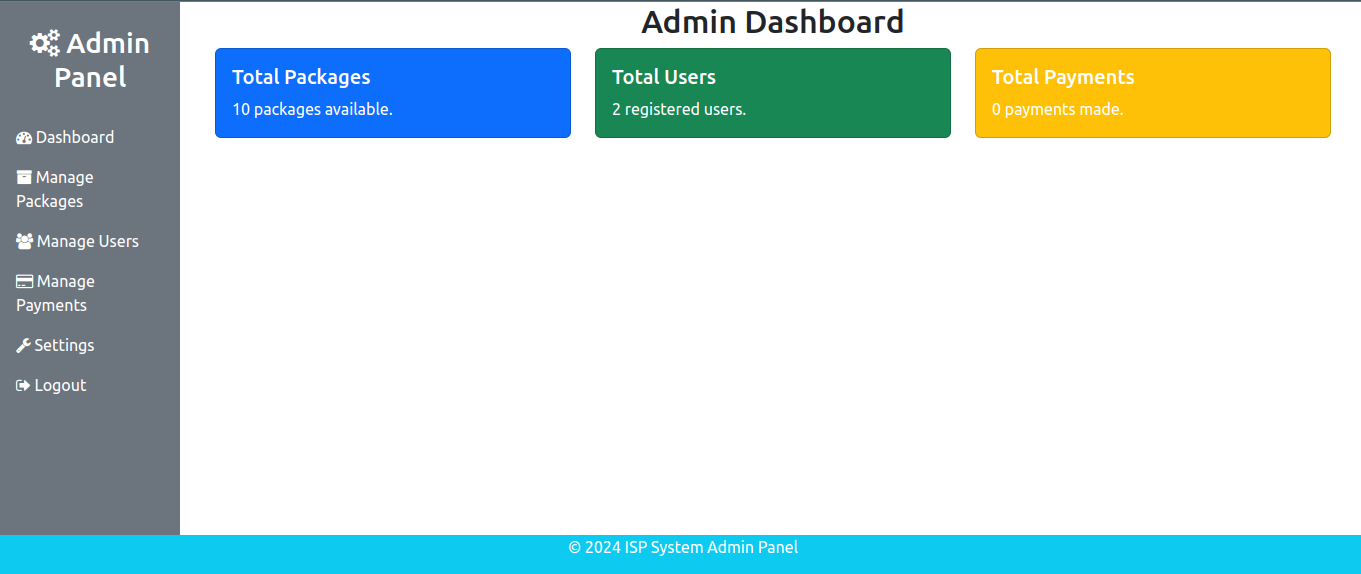 Admin
Panel
Dashboard
Manage
Packages
Manage Users
Manage
Payments
Settings
Logout
Admin Dashboard
Total Packages
10 packages available.
Total Users
2 registered users.
Total Payments
0 payments made.
© 2024 ISP System Admin Panel